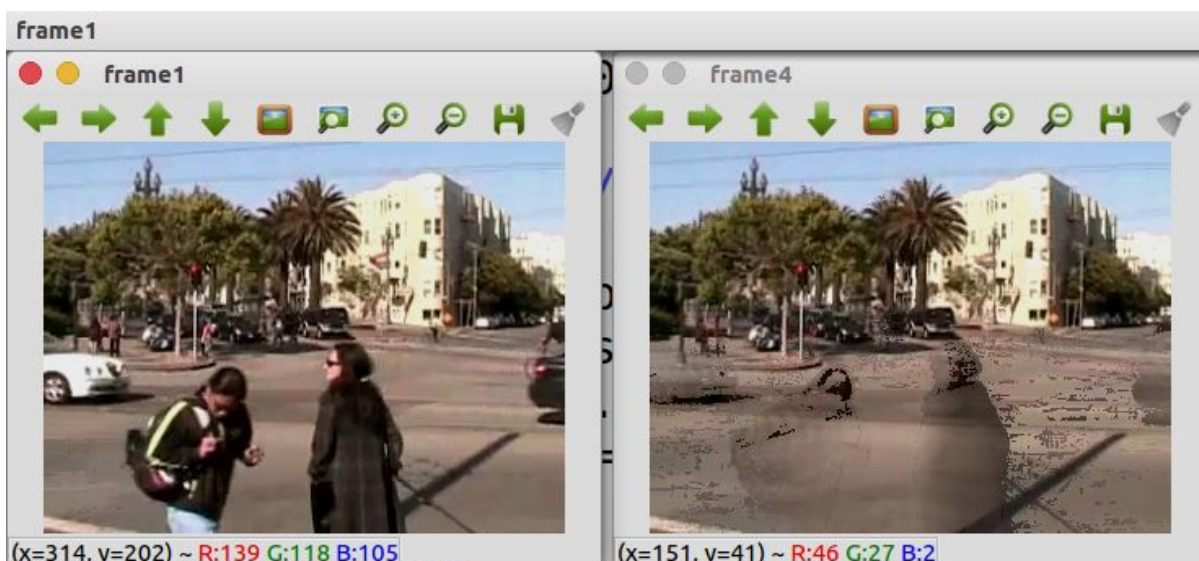 frame1
frame1
frame4
(x=314, y=202) ~ R:139 G:118 B:105
(x=151, y=41) ~ R:46 G:27 B:2